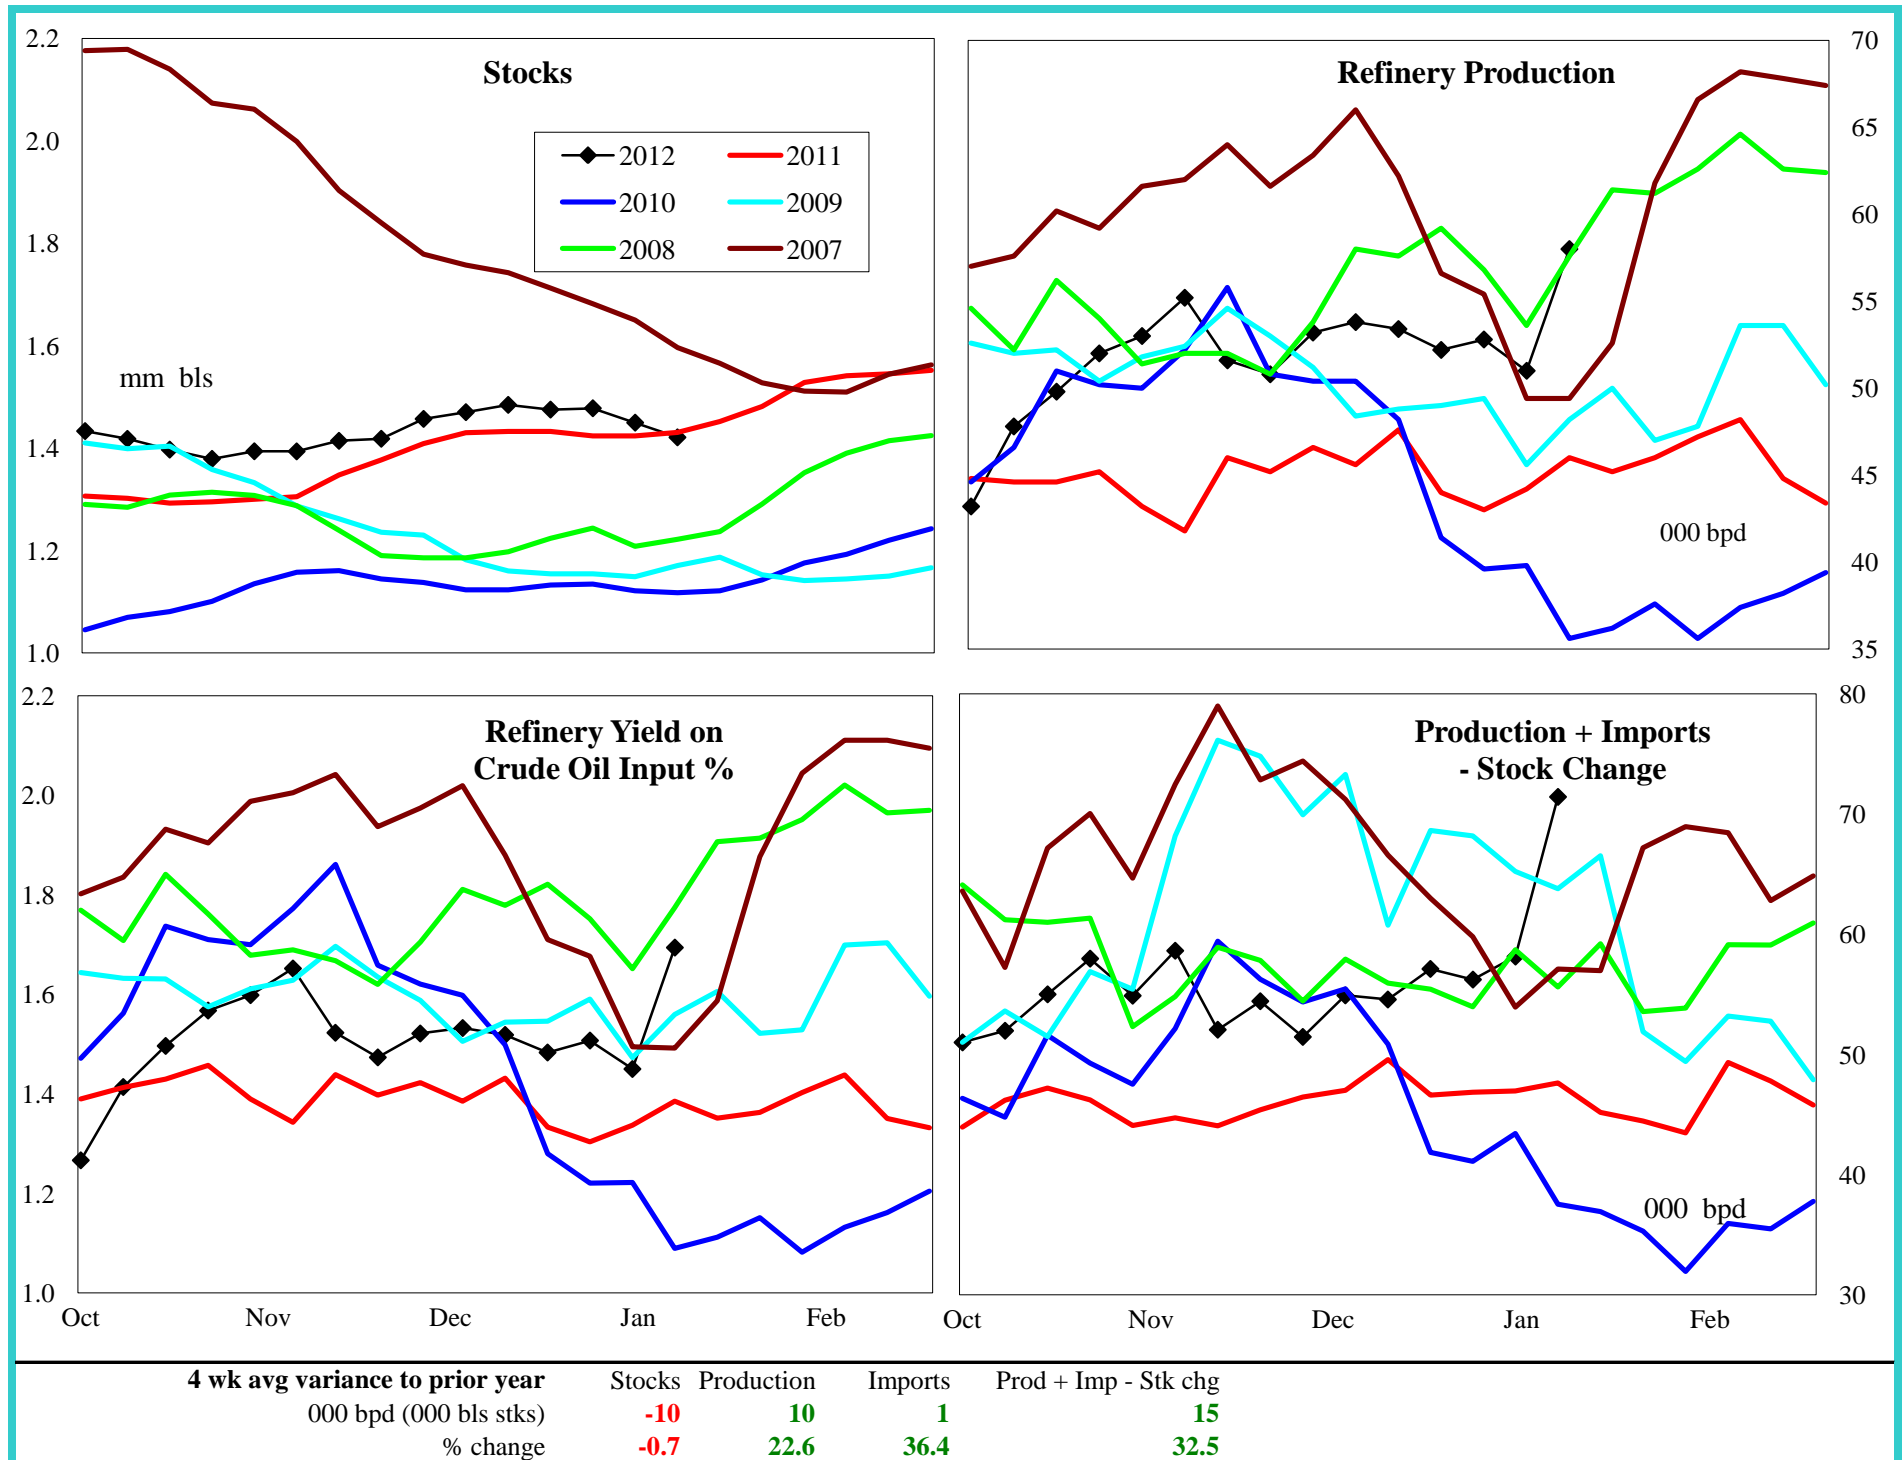 Stocks
mm bls
2012 2011
2010 2009
2008 2007
2.2
2.0
1.8
1.6
1.4
1.2
1.0
Refinery Production
000 bpd
70
65
60
55
50
45
40
35
Refinery Yield on
Crude Oil Input %
2.2
2.0
1.8
1.6
1.4
1.2
1.0
Oct Nov Dec Jan Feb
Production + Imports
- Stock Change
000 bpd
80
70
60
50
40
30
Oct Nov Dec Jan Feb
4 wk avg variance to prior year Stocks Production Imports Prod + Imp - Stk chg
000 bpd (000 bls stks) -10 10 1 15
% change -0.7 22.6 36.4 32.5